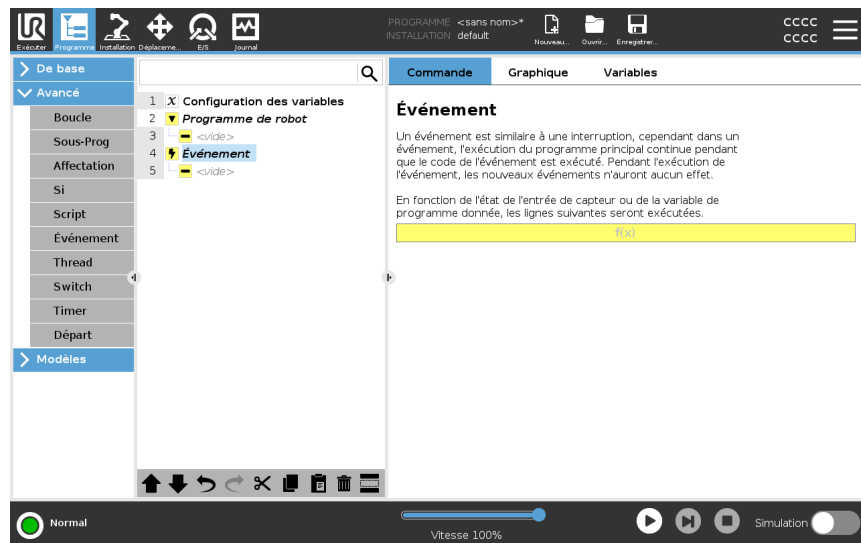 PROGRAMME <sans nom>*
INSTALLATION default
CCCC
CCCC
UR
Exécuter
Programme
Installation
Déplaceme...
E/S
Journal
Nouveau...
Ouvrir...
Enregistrer...
De base
Avancé
Boucle
Sous-Prog
Affectation
Si
Script
Événement
Thread
Switch
Timer
Départ
Modèles
1 X Configuration des variables
2 Programme de robot
3 <vide>
4 Événement
5 <vide>
Commande Graphique Variables
Événement
Un événement est similaire à une interruption, cependant dans un
événement, l'exécution du programme principal continue pendant
que le code de l'événement est exécuté. Pendant l'exécution de
l'événement, les nouveaux événements n'auront aucun effet.
En fonction de l'état de l'entrée de capteur ou de la variable de
programme donnée, les lignes suivantes seront exécutées.
f(x)
Normal
Vitesse 100%
Simulation